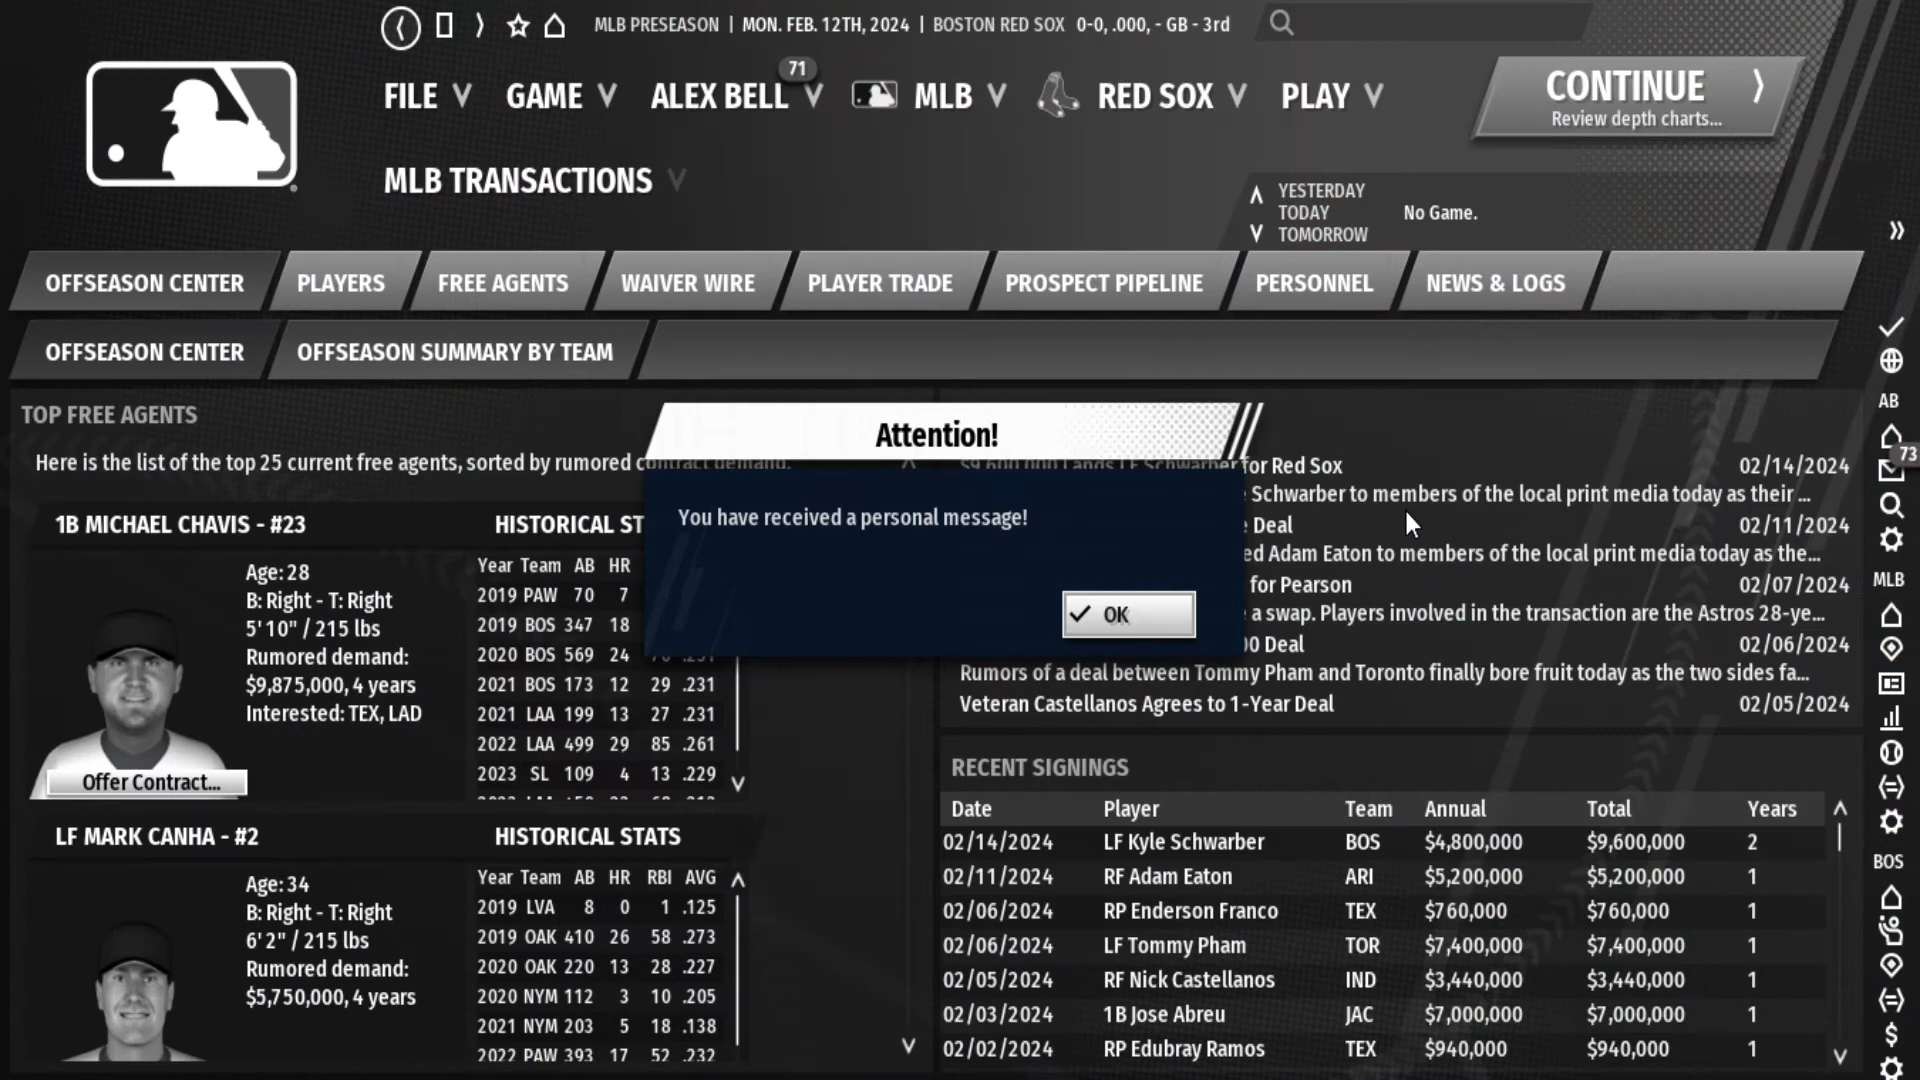 MLB PRESEASON | MON. FEB. 12TH, 2024 | BOSTON RED SOX 0-0, .000, - GB - 3rd
71
FILE GAME ALEX BELL MLB RED SOX PLAY
CONTINUE
Review depth charts...
MLB TRANSACTIONS
YESTERDAY
TODAY No Game.
TOMORROW
OFFSEASON CENTER PLAYERS FREE AGENTS WAIVER WIRE PLAYER TRADE PROSPECT PIPELINE PERSONNEL NEWS & LOGS
OFFSEASON CENTER OFFSEASON SUMMARY BY TEAM
TOP FREE AGENTS
Here is the list of the top 25 current free agents, sorted by rumored contract demand.
1B MICHAEL CHAVIS - #23
Age: 28
B: Right - T: Right
5' 10" / 215 lbs
Rumored demand:
$9,875,000, 4 years
Interested: TEX, LAD
Offer Contract...
HISTORICAL ST
Year Team AB HR
2019 PAW 70 7
2019 BOS 347 18
2020 BOS 569 24
2021 BOS 173 12 29 .231
2021 LAA 199 13 27 .231
2022 LAA 499 29 85 .261
2023 SL 109 4 13 .229
LF MARK CANHA - #2
Age: 34
B: Right - T: Right
6' 2" / 215 lbs
Rumored demand:
$5,750,000, 4 years
HISTORICAL STATS
Year Team AB HR RBI AVG
2019 LVA 8 0 1 .125
2019 OAK 410 26 58 .273
2020 OAK 220 13 28 .227
2020 NYM 112 3 10 .205
2021 NYM 203 5 18 .138
2022 PAW 393 17 52 .232
Attention!
You have received a personal message!
OK
$9,600,000 Lands LF Schwarber for Red Sox 02/14/2024
Schwarber to members of the local print media today as their ...
Deal 02/11/2024
ed Adam Eaton to members of the local print media today as the...
for Pearson 02/07/2024
a swap. Players involved in the transaction are the Astros 28-ye...
00 Deal 02/06/2024
Rumors of a deal between Tommy Pham and Toronto finally bore fruit today as the two sides fa...
Veteran Castellanos Agrees to 1-Year Deal 02/05/2024
RECENT SIGNINGS
Date Player Team Annual Total Years
02/14/2024 LF Kyle Schwarber BOS $4,800,000 $9,600,000 2
02/11/2024 RF Adam Eaton ARI $5,200,000 $5,200,000 1
02/06/2024 RP Enderson Franco TEX $760,000 $760,000 1
02/06/2024 LF Tommy Pham TOR $7,400,000 $7,400,000 1
02/05/2024 RF Nick Castellanos IND $3,440,000 $3,440,000 1
02/03/2024 1B Jose Abreu JAC $7,000,000 $7,000,000 1
02/02/2024 RP Edubray Ramos TEX $940,000 $940,000 1
AB
73
MLB
BOS
$